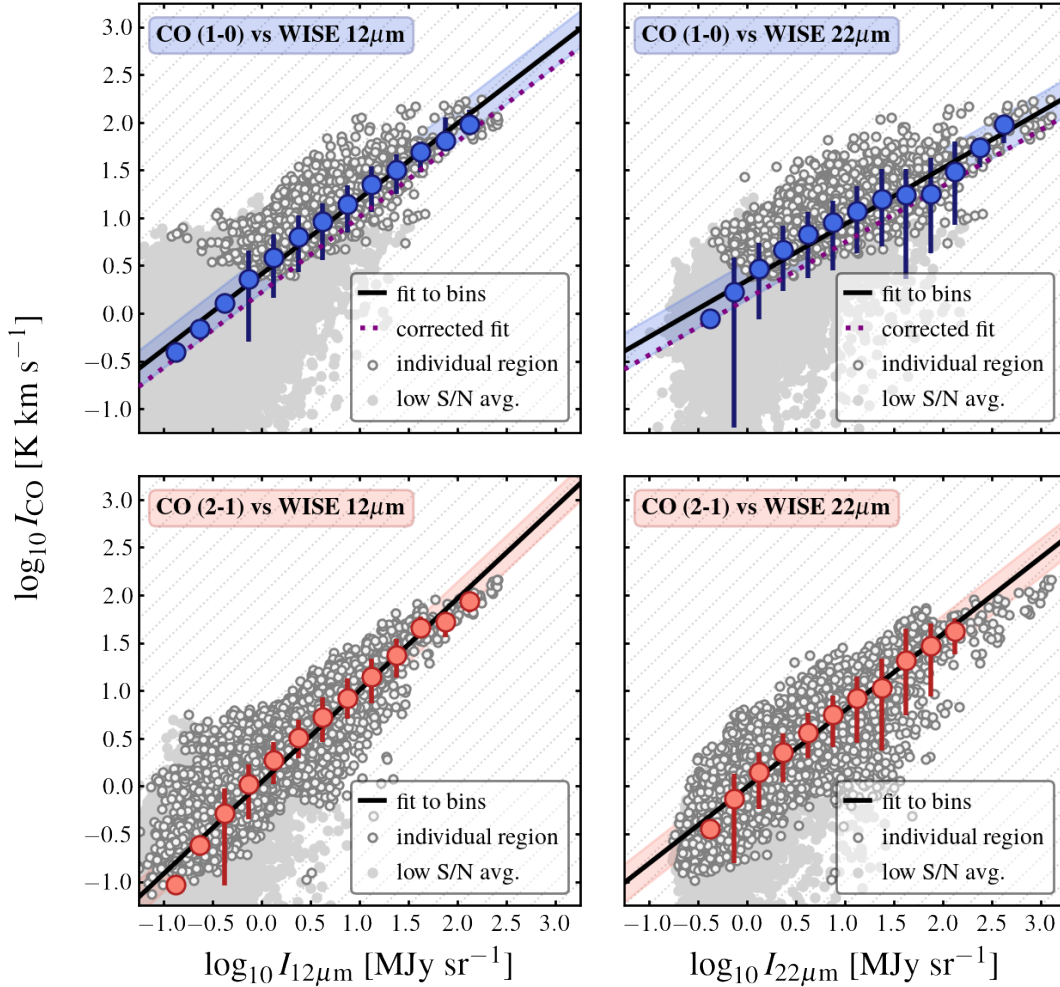 CO (1-0) vs WISE 12μm
CO (1-0) vs WISE 22μm
3.0
2.5
2.0
1.5
1.0
0.5
0.0
−0.5
−1.0
fit to bins
corrected fit
individual region
low S/N avg.
fit to bins
corrected fit
individual region
low S/N avg.
log₁₀ I_CO [K km s⁻¹]
CO (2-1) vs WISE 12μm
CO (2-1) vs WISE 22μm
3.0
2.5
2.0
1.5
1.0
0.5
0.0
−0.5
−1.0
fit to bins
individual region
low S/N avg.
fit to bins
individual region
low S/N avg.
−1.0 −0.5 0.0 0.5 1.0 1.5 2.0 2.5 3.0
−1.0 −0.5 0.0 0.5 1.0 1.5 2.0 2.5 3.0
log₁₀ I₁₂μm [MJy sr⁻¹]
log₁₀ I₂₂μm [MJy sr⁻¹]